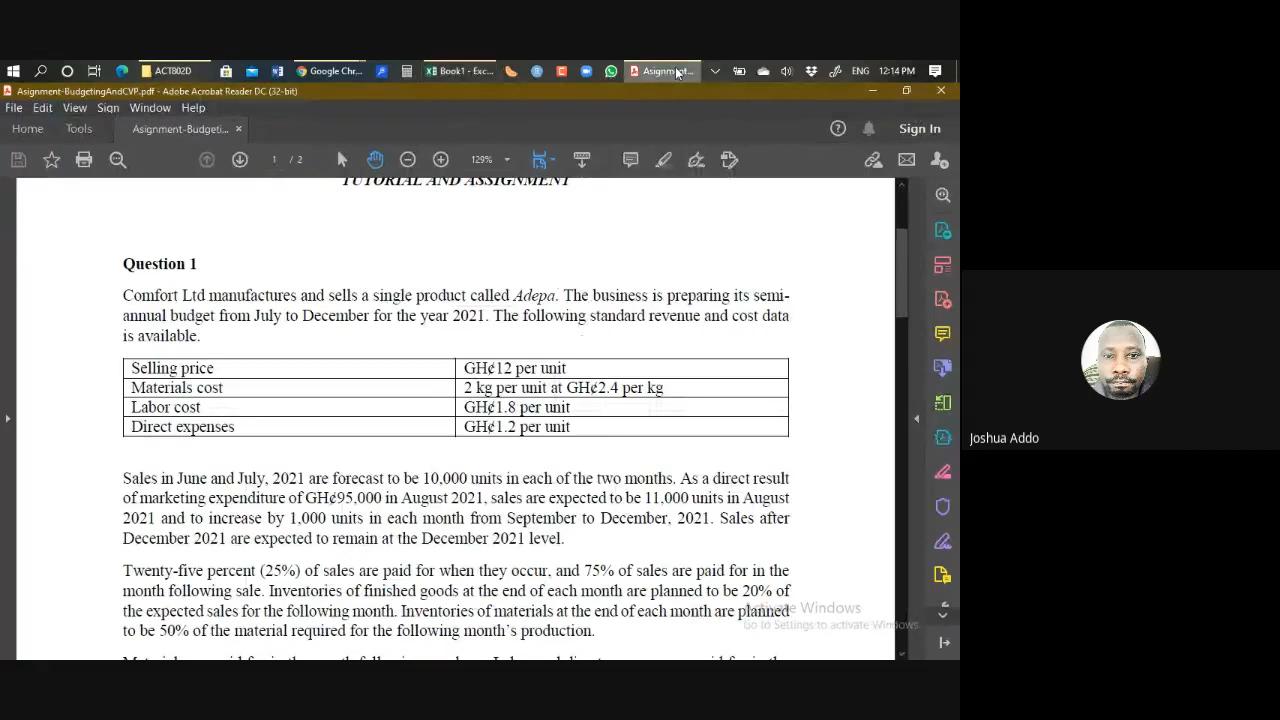 ACT802D
Google Chr...
Book1 - Exc...
Asignment...
ENG
12:14 PM
Asignment-BudgetingAndCVP.pdf - Adobe Acrobat Reader DC (32-bit)
File Edit View Sign Window Help
Home Tools Asignment-Budgeti... × Sign In
1 / 2 129%
TUTORIAL AND ASSIGNMENT
Question 1
Comfort Ltd manufactures and sells a single product called Adepa. The business is preparing its semi-
annual budget from July to December for the year 2021. The following standard revenue and cost data
is available.
Selling price GH¢12 per unit
Materials cost 2 kg per unit at GH¢2.4 per kg
Labor cost GH¢1.8 per unit
Direct expenses GH¢1.2 per unit
Sales in June and July, 2021 are forecast to be 10,000 units in each of the two months. As a direct result
of marketing expenditure of GH¢95,000 in August 2021, sales are expected to be 11,000 units in August
2021 and to increase by 1,000 units in each month from September to December, 2021. Sales after
December 2021 are expected to remain at the December 2021 level.
Twenty-five percent (25%) of sales are paid for when they occur, and 75% of sales are paid for in the
month following sale. Inventories of finished goods at the end of each month are planned to be 20% of
the expected sales for the following month. Inventories of materials at the end of each month are planned
to be 50% of the material required for the following month's production.
Activate Windows
Go to Settings to activate Windows.
Joshua Addo